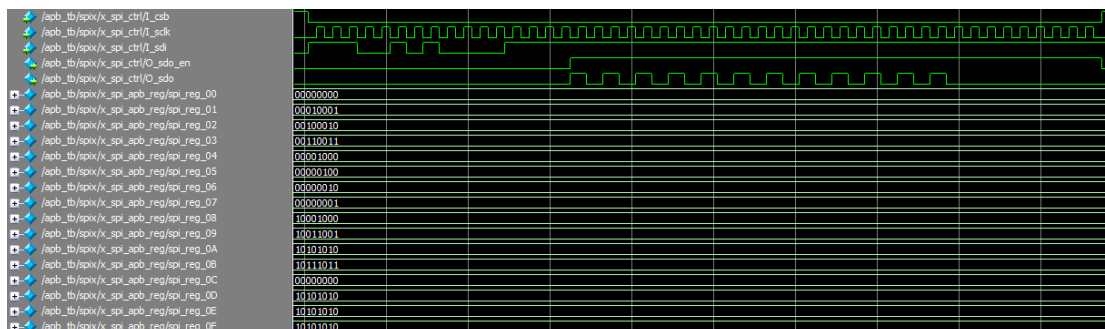 /apb_tb/spix/x_spi_ctrl/I_csb
/apb_tb/spix/x_spi_ctrl/I_sclk
/apb_tb/spix/x_spi_ctrl/I_sdi
/apb_tb/spix/x_spi_ctrl/O_sdo_en
/apb_tb/spix/x_spi_ctrl/O_sdo
/apb_tb/spix/x_spi_apb_reg/spi_reg_00 00000000
/apb_tb/spix/x_spi_apb_reg/spi_reg_01 00010001
/apb_tb/spix/x_spi_apb_reg/spi_reg_02 00100010
/apb_tb/spix/x_spi_apb_reg/spi_reg_03 00110011
/apb_tb/spix/x_spi_apb_reg/spi_reg_04 00001000
/apb_tb/spix/x_spi_apb_reg/spi_reg_05 00000100
/apb_tb/spix/x_spi_apb_reg/spi_reg_06 00000010
/apb_tb/spix/x_spi_apb_reg/spi_reg_07 00000001
/apb_tb/spix/x_spi_apb_reg/spi_reg_08 10001000
/apb_tb/spix/x_spi_apb_reg/spi_reg_09 10011001
/apb_tb/spix/x_spi_apb_reg/spi_reg_0A 10101010
/apb_tb/spix/x_spi_apb_reg/spi_reg_0B 10111011
/apb_tb/spix/x_spi_apb_reg/spi_reg_0C 00000000
/apb_tb/spix/x_spi_apb_reg/spi_reg_0D 10101010
/apb_tb/spix/x_spi_apb_reg/spi_reg_0E 10101010
/apb_tb/spix/x_spi_apb_reg/spi_reg_0F 10101010